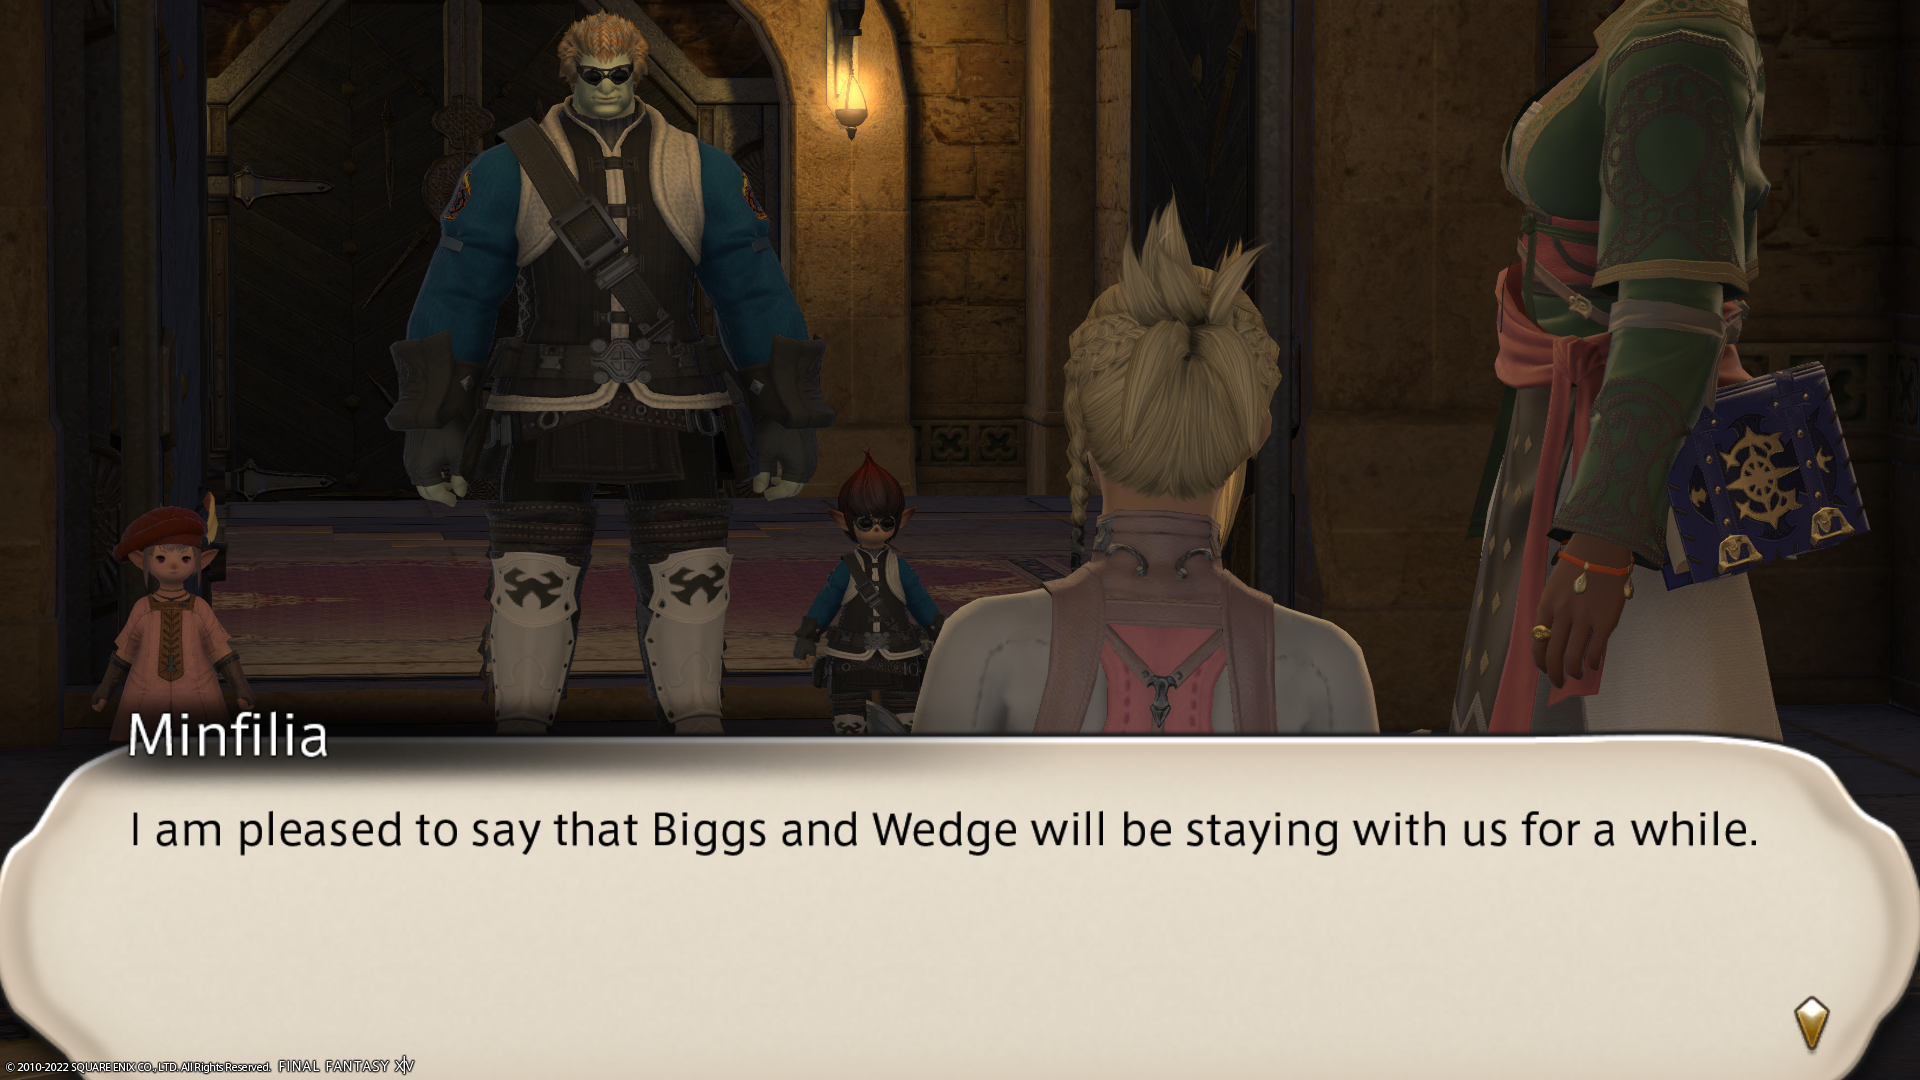 Minfilia
I am pleased to say that Biggs and Wedge will be staying with us for a while.
© 2010-2022 SQUARE ENIX CO., LTD. All Rights Reserved. FINAL FANTASY XIV